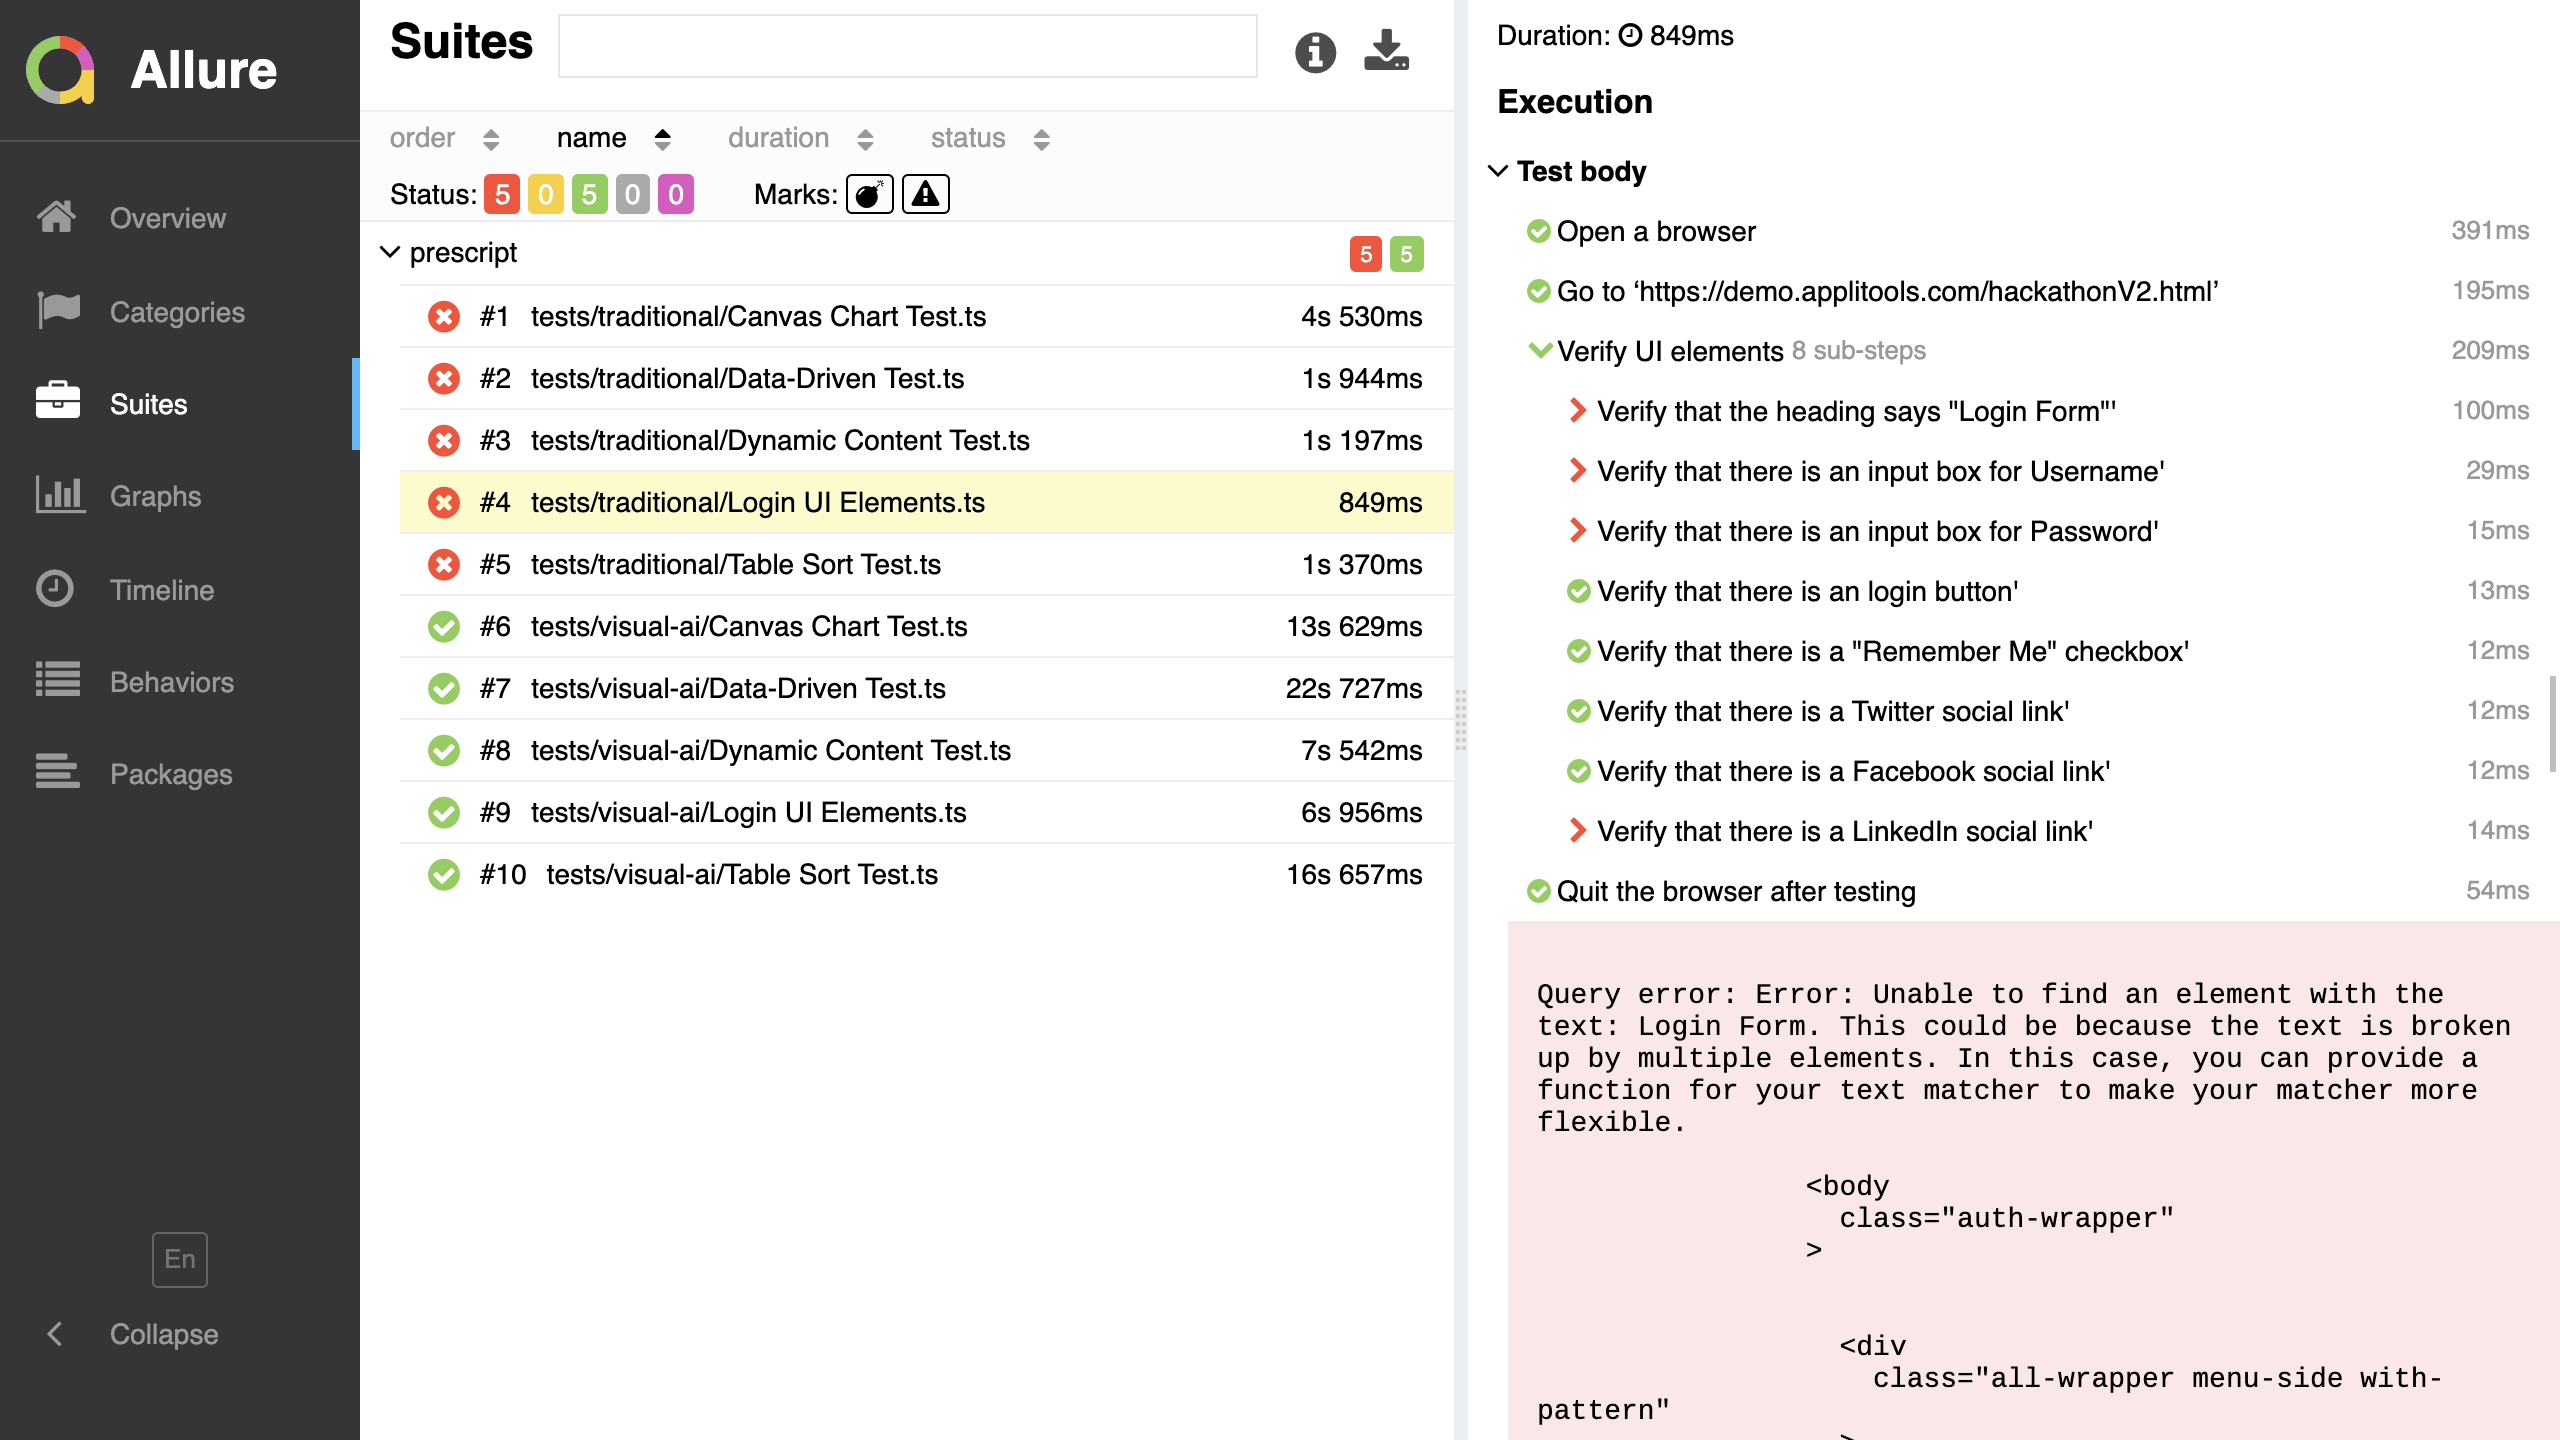 Allure
Overview
Categories
Suites
Graphs
Timeline
Behaviors
Packages
En
Collapse
Suites
order name duration status
Status: 5 0 5 0 0 Marks:
prescript 5 5
#1 tests/traditional/Canvas Chart Test.ts 4s 530ms
#2 tests/traditional/Data-Driven Test.ts 1s 944ms
#3 tests/traditional/Dynamic Content Test.ts 1s 197ms
#4 tests/traditional/Login UI Elements.ts 849ms
#5 tests/traditional/Table Sort Test.ts 1s 370ms
#6 tests/visual-ai/Canvas Chart Test.ts 13s 629ms
#7 tests/visual-ai/Data-Driven Test.ts 22s 727ms
#8 tests/visual-ai/Dynamic Content Test.ts 7s 542ms
#9 tests/visual-ai/Login UI Elements.ts 6s 956ms
#10 tests/visual-ai/Table Sort Test.ts 16s 657ms
Duration: 849ms
Execution
Test body
Open a browser 391ms
Go to ‘https://demo.applitools.com/hackathonV2.html’ 195ms
Verify UI elements 8 sub-steps 209ms
Verify that the heading says "Login Form"' 100ms
Verify that there is an input box for Username' 29ms
Verify that there is an input box for Password' 15ms
Verify that there is an login button' 13ms
Verify that there is a "Remember Me" checkbox' 12ms
Verify that there is a Twitter social link' 12ms
Verify that there is a Facebook social link' 12ms
Verify that there is a LinkedIn social link' 14ms
Quit the browser after testing 54ms
Query error: Error: Unable to find an element with the
text: Login Form. This could be because the text is broken
up by multiple elements. In this case, you can provide a
function for your text matcher to make your matcher more
flexible.
<body
class="auth-wrapper"
>
<div
class="all-wrapper menu-side with-
pattern"
>